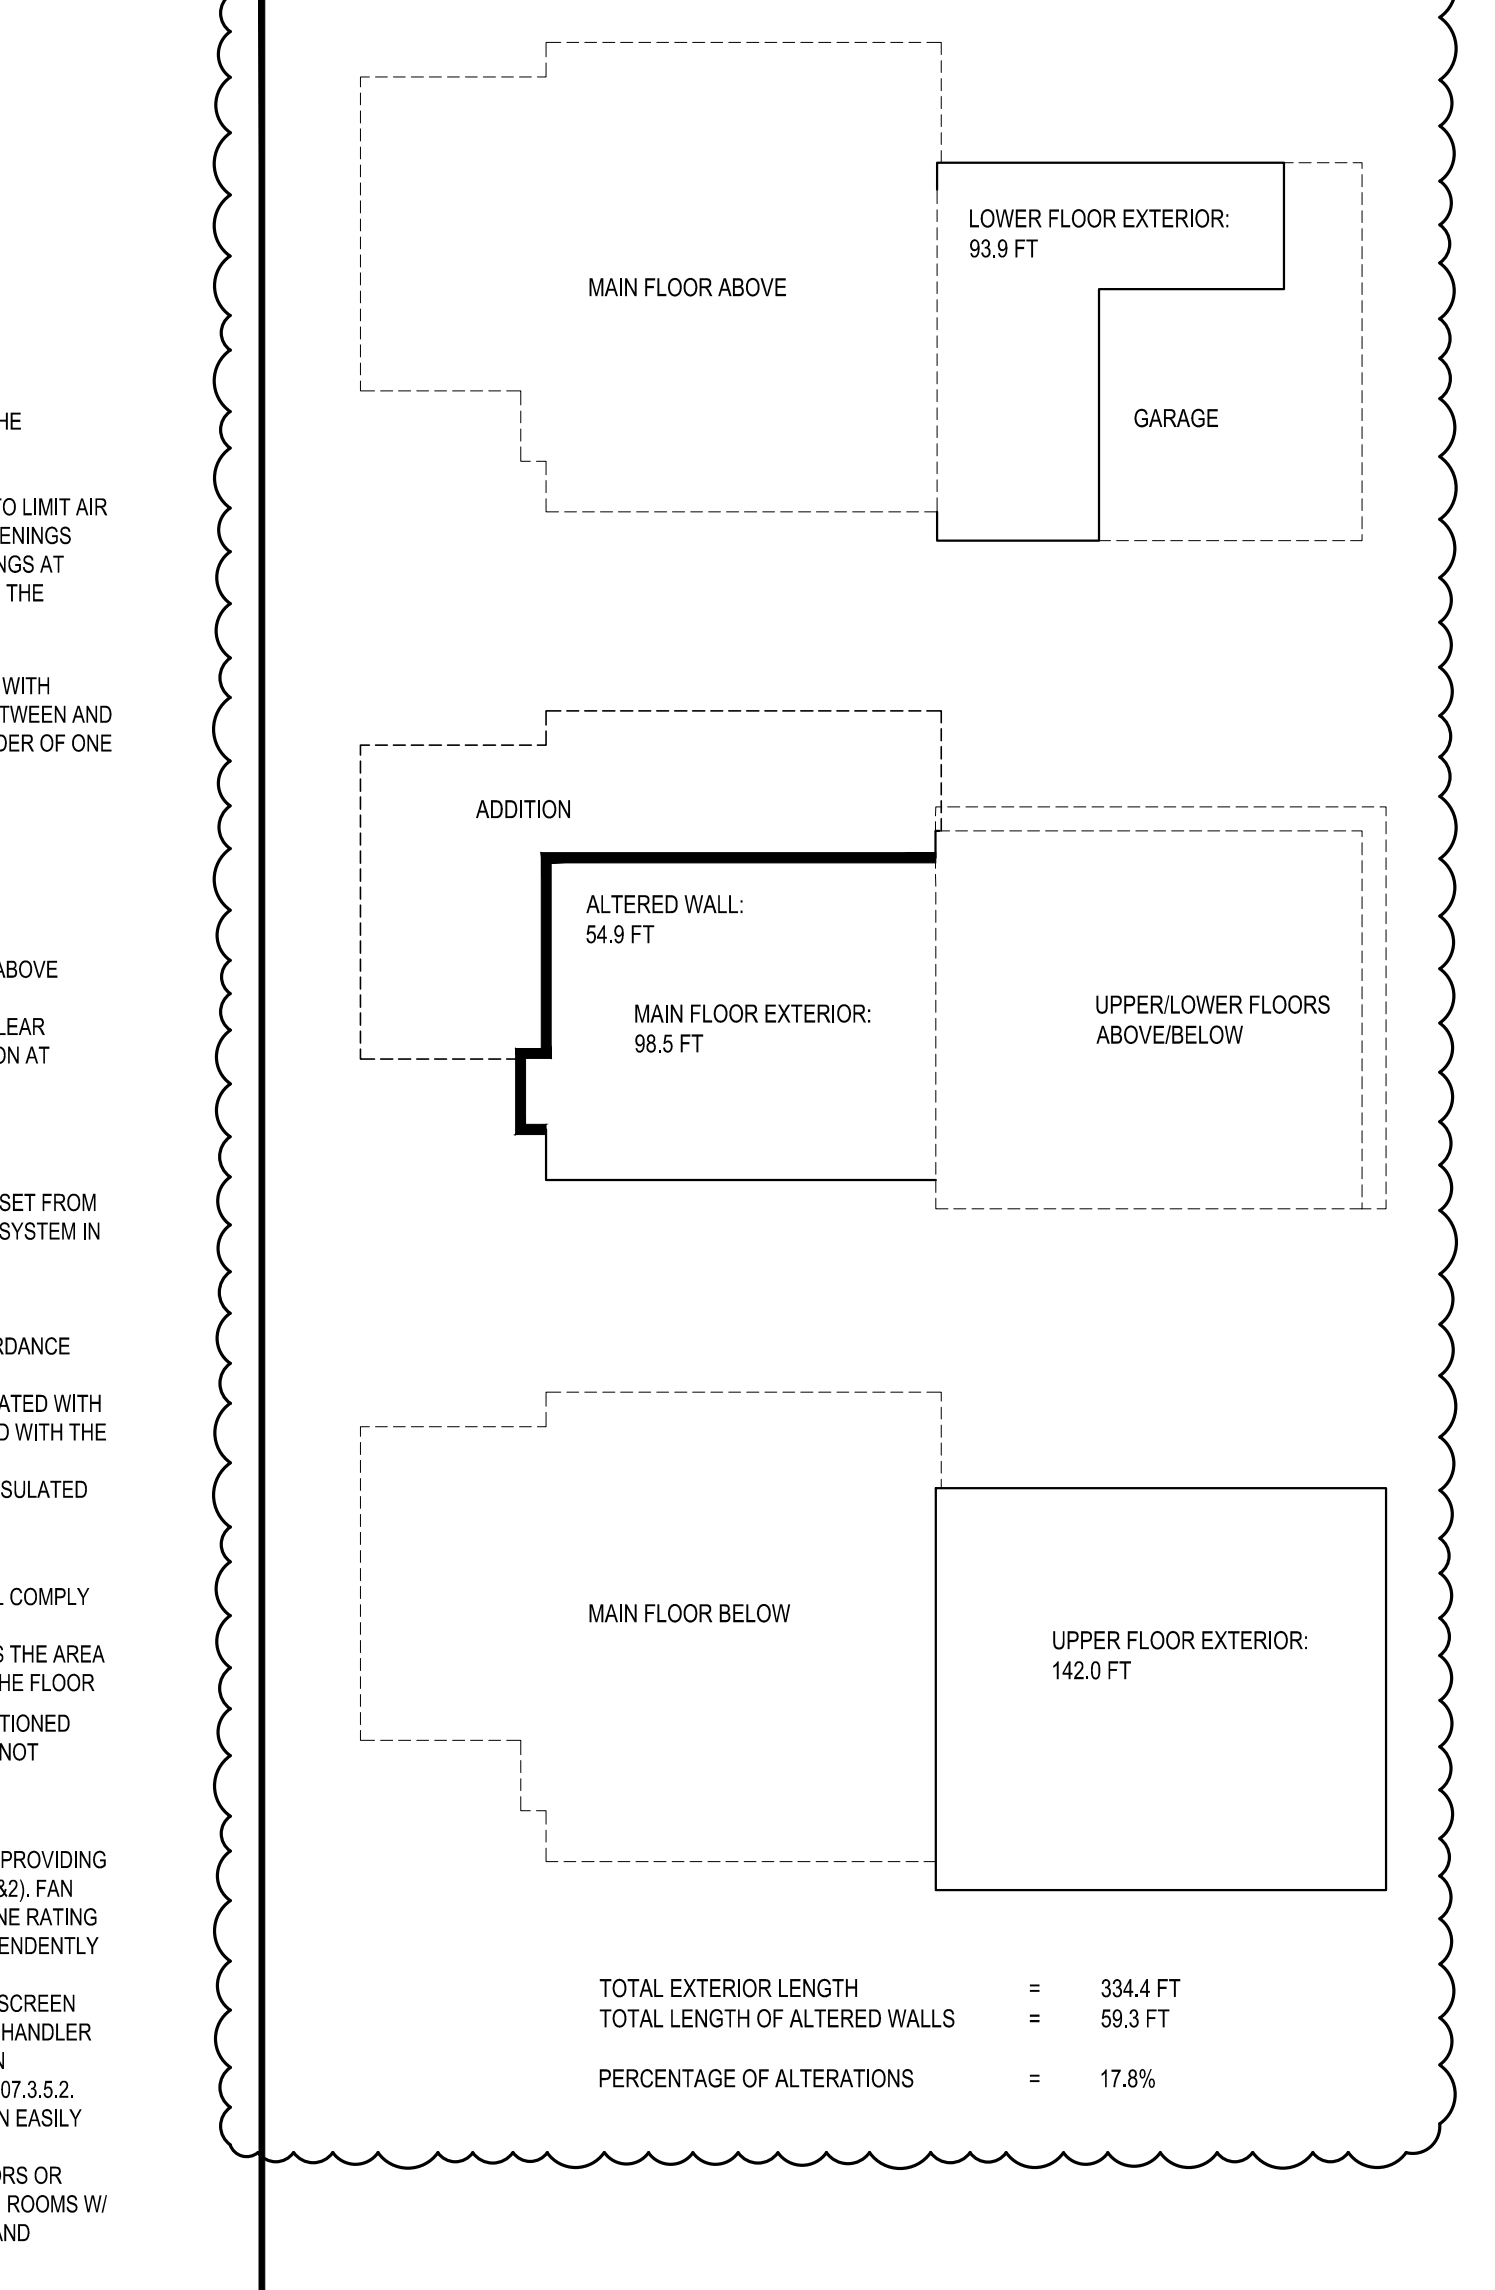 HE
TO LIMIT AIR
ENINGS
NGS AT
THE
WITH
TWEEN AND
DER OF ONE
ABOVE
LEAR
ON AT
SET FROM
SYSTEM IN
RDANCE
ATED WITH
D WITH THE
SULATED
L COMPLY
S THE AREA
HE FLOOR
TIONED
NOT
PROVIDING
&2). FAN
NE RATING
ENDENTLY
SCREEN
HANDLER
N
07.3.5.2.
N EASILY
ORS OR
ROOMS W/
AND
LOWER FLOOR EXTERIOR:
93.9 FT
MAIN FLOOR ABOVE
GARAGE
ADDITION
ALTERED WALL:
54.9 FT
MAIN FLOOR EXTERIOR:
98.5 FT
UPPER/LOWER FLOORS
ABOVE/BELOW
MAIN FLOOR BELOW
UPPER FLOOR EXTERIOR:
142.0 FT
TOTAL EXTERIOR LENGTH = 334.4 FT
TOTAL LENGTH OF ALTERED WALLS = 59.3 FT
PERCENTAGE OF ALTERATIONS = 17.8%